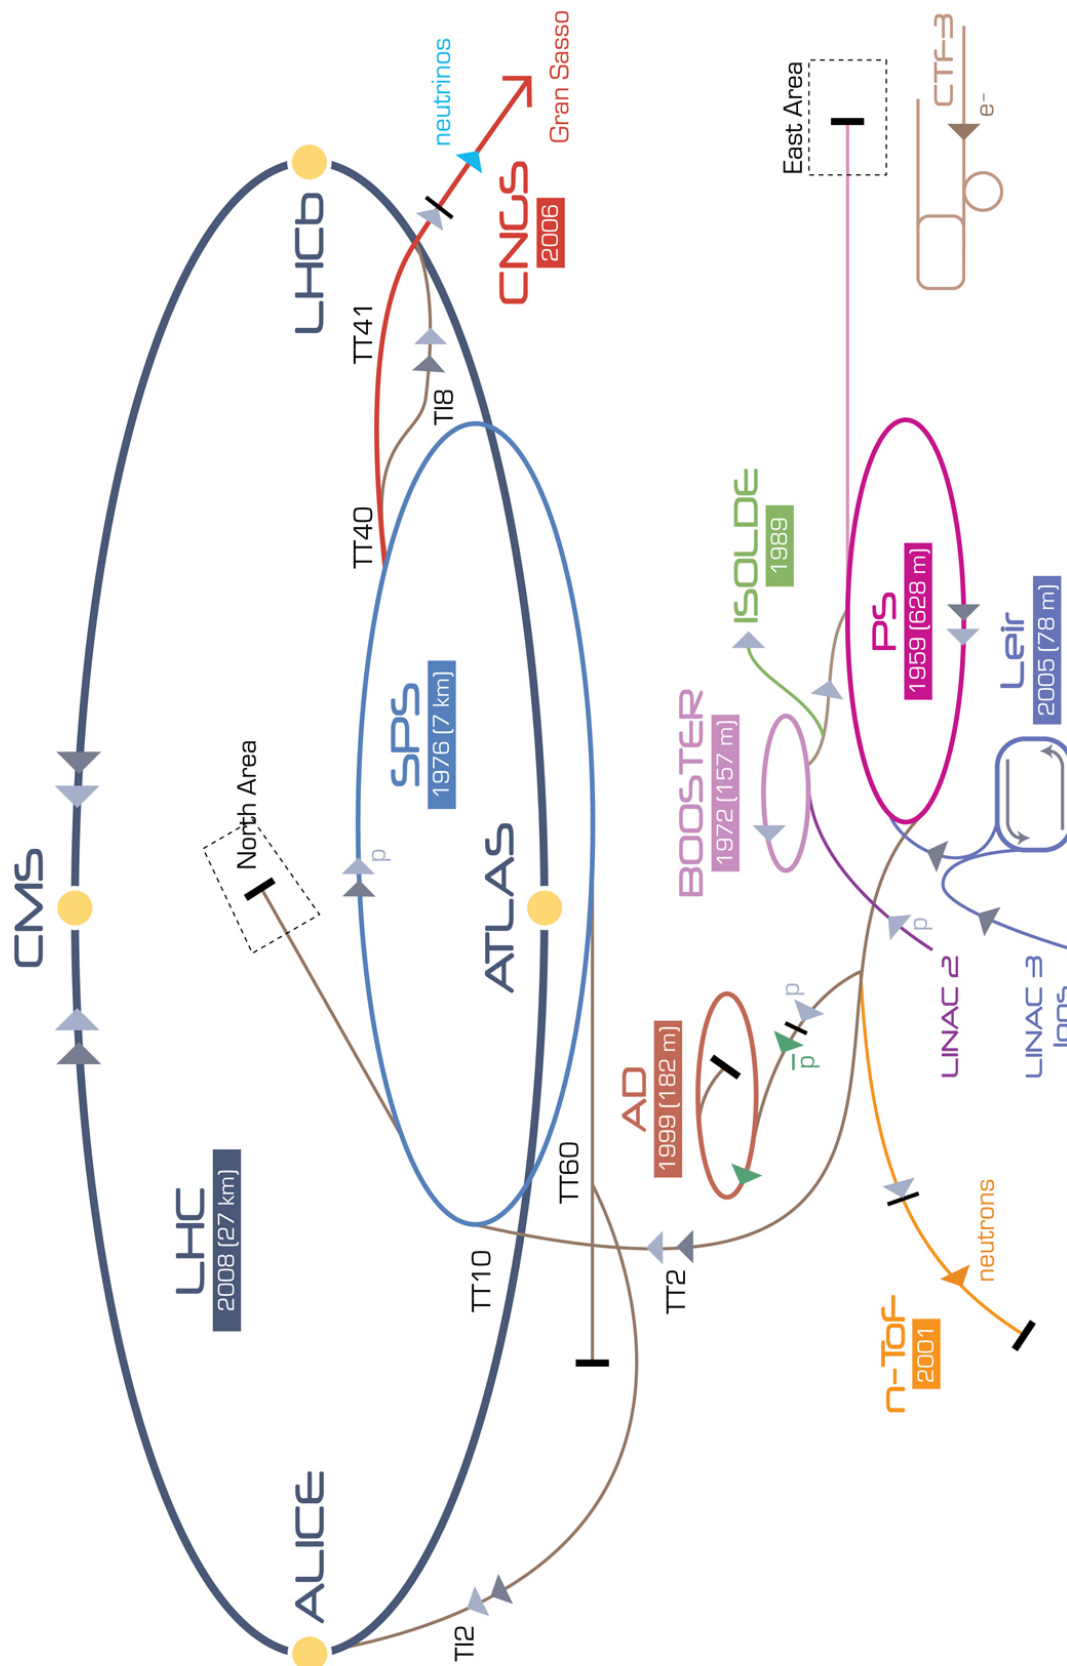 CMS
LHC
2008 (27 km)
ALICE
TI2
LHCb
neutrinos
Gran Sasso
CNGS
2006
TT41
TI8
TT40
North Area
SPS
1976 (7 km)
p
ATLAS
TT10
TT60
TT2
AD
1999 (182 m)
p
p̅
BOOSTER
1972 (157 m)
ISOLDE
1989
East Area
CTF-3
e-
PS
1959 (628 m)
Leir
2005 (78 m)
LINAC 2
p
LINAC 3
Ions
n-ToF
2001
neutrons